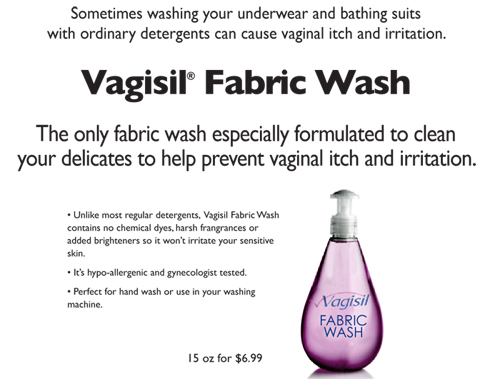 Sometimes washing your underwear and bathing suits
with ordinary detergents can cause vaginal itch and irritation.
Vagisil® Fabric Wash
The only fabric wash especially formulated to clean
your delicates to help prevent vaginal itch and irritation.
• Unlike most regular detergents, Vagisil Fabric Wash
contains no chemical dyes, harsh frangrances or
added brighteners so it won't irritate your sensitive
skin.
• It's hypo-allergenic and gynecologist tested.
• Perfect for hand wash or use in your washing
machine.
Vagisil
FABRIC
WASH
15 oz for $6.99